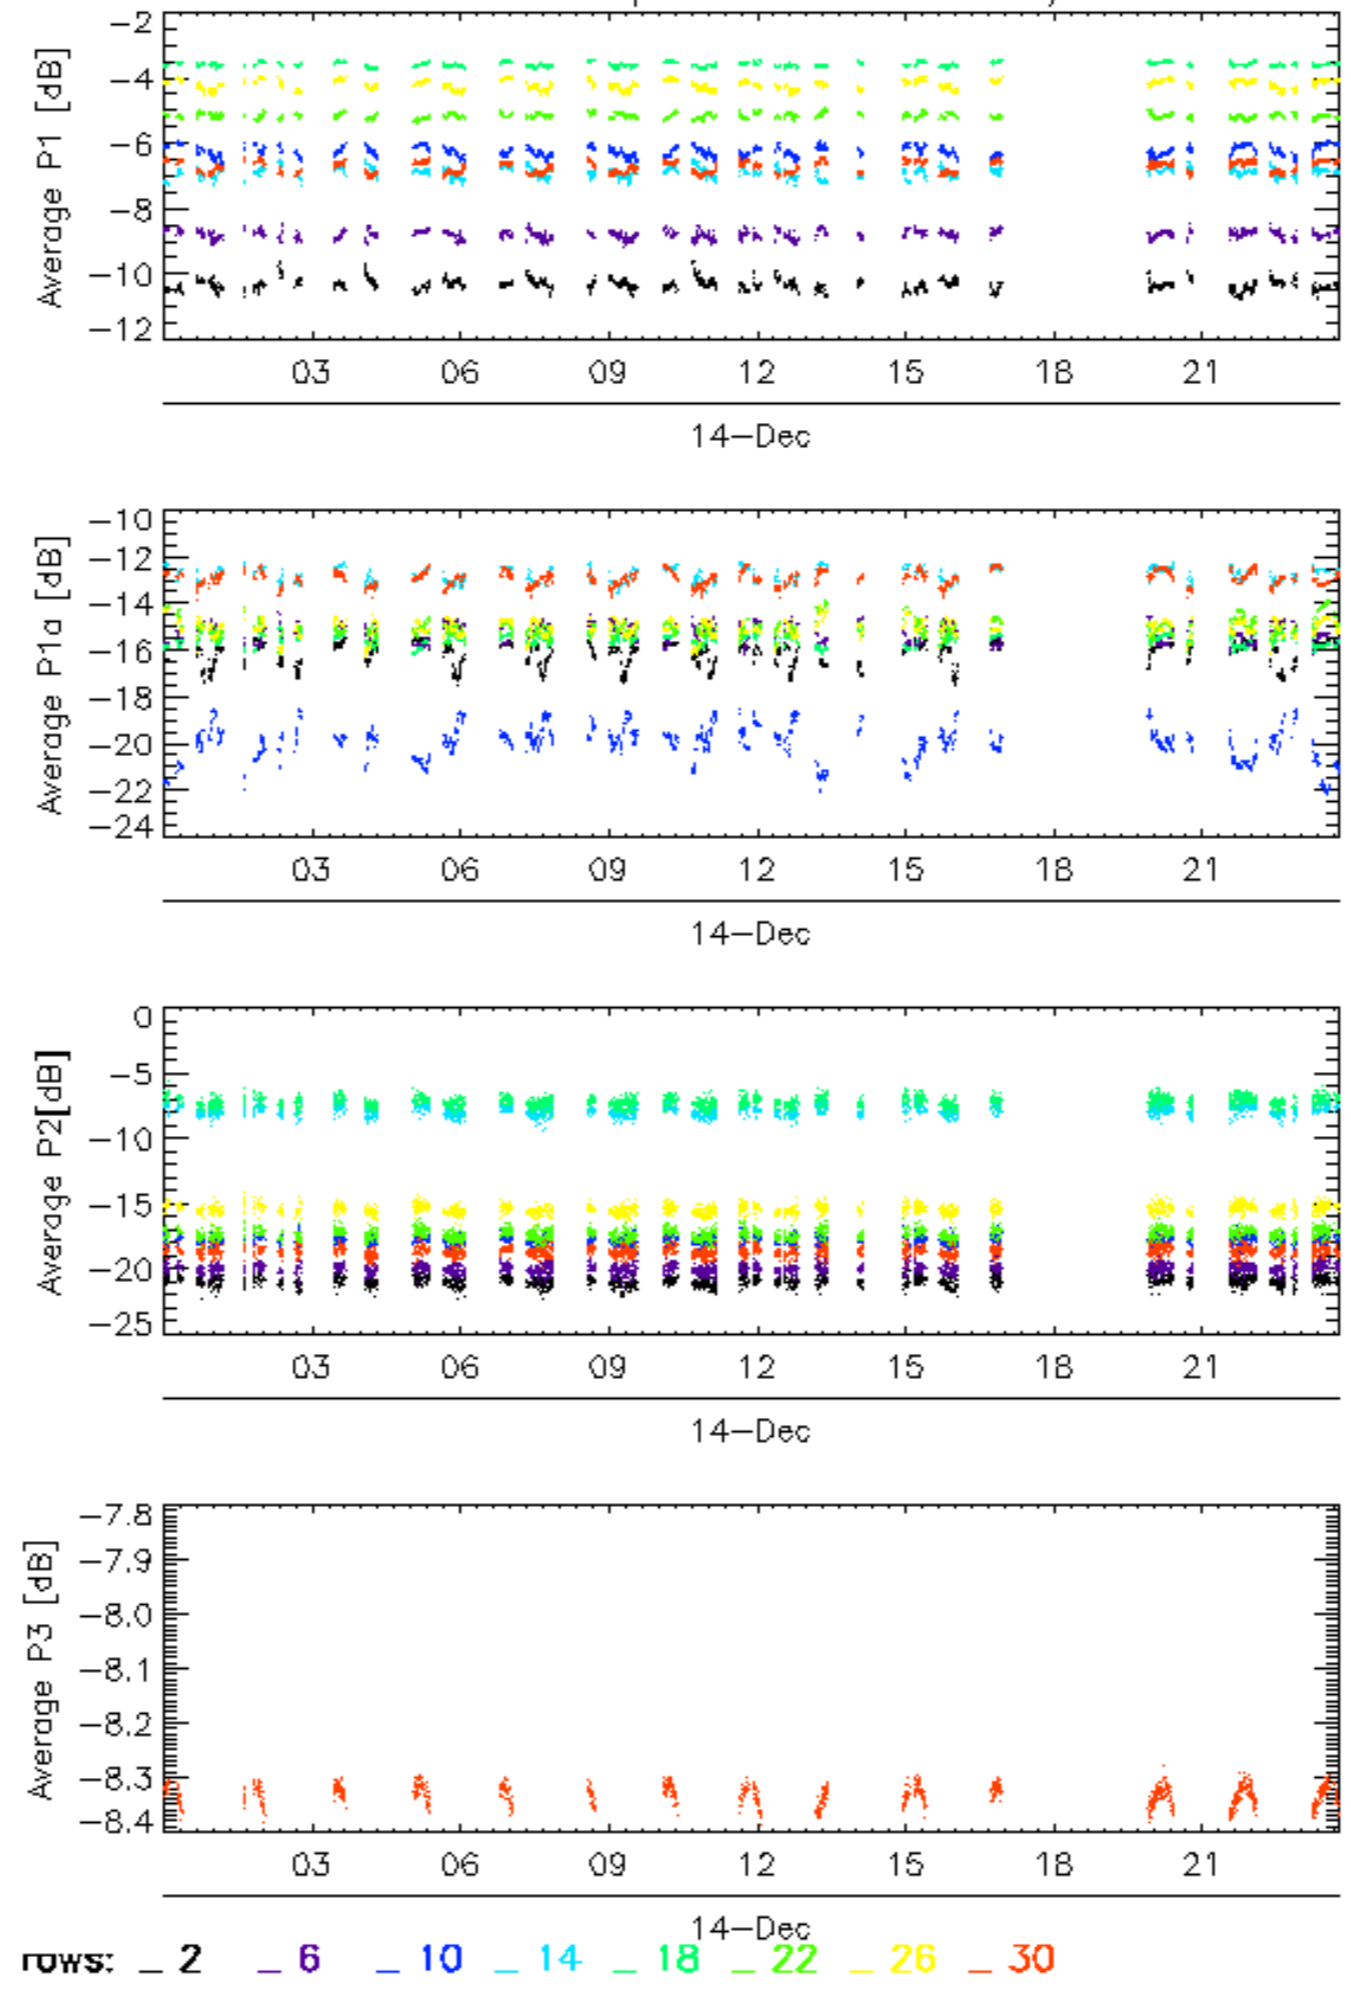 Average P1 [dB]
−2
−4
−6
−8
−10
−12
03 06 09 12 15 18 21
14−Dec
Average P1a [dB]
−10
−12
−14
−16
−18
−20
−22
−24
03 06 09 12 15 18 21
14−Dec
Average P2[dB]
0
−5
−10
−15
−20
−25
03 06 09 12 15 18 21
14−Dec
Average P3 [dB]
−7.8
−7.9
−8.0
−8.1
−8.2
−8.3
−8.4
03 06 09 12 15 18 21
14−Dec
rows: _ 2 _ 6 _ 10 _ 14 _ 18 _ 22 _ 26 _ 30